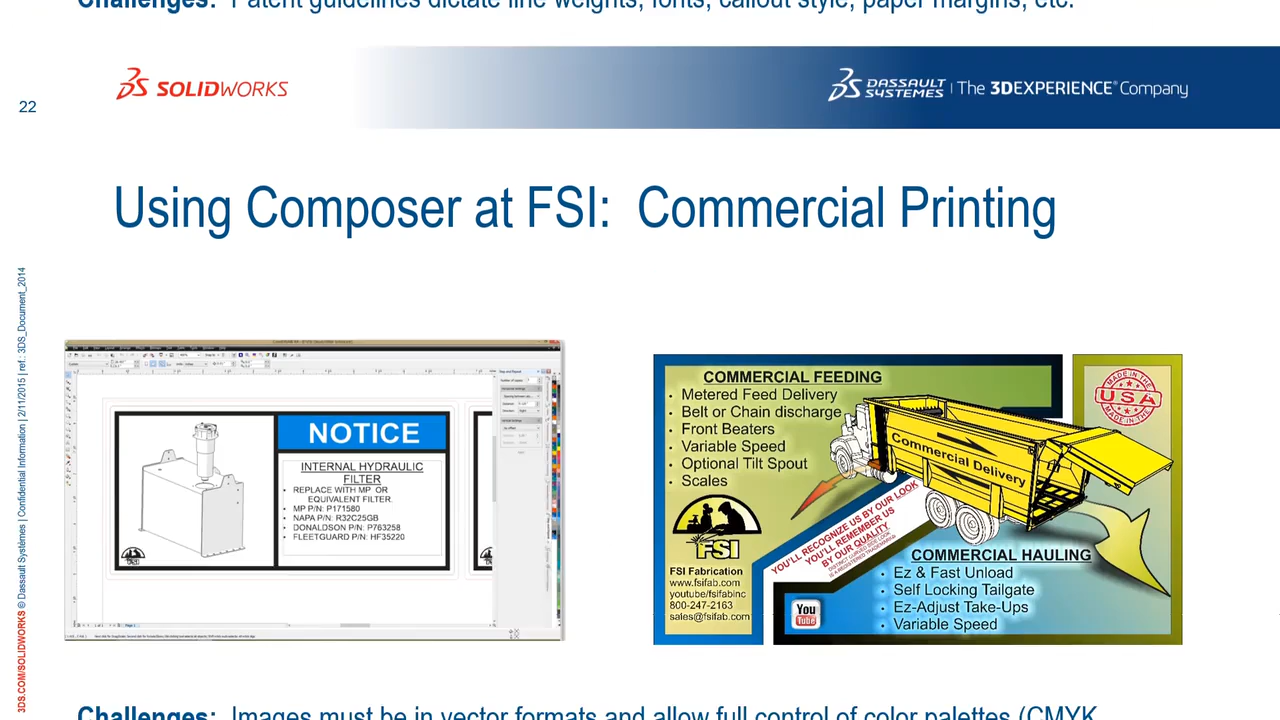 Challenges: Patent guidelines dictate line weights, fonts, callout style, paper margins, etc.
SOLIDWORKS
DASSAULT SYSTEMES | The 3DEXPERIENCE® Company
22
Using Composer at FSI: Commercial Printing
3DS.COM/SOLIDWORKS © Dassault Systèmes | Confidential Information | 2/11/2015 | ref.: 3DS_Document_2014
NOTICE
INTERNAL HYDRAULIC
FILTER
• REPLACE WITH MP OR
EQUIVALENT FILTER.
• MP P/N: P171580
• NAPA P/N: R32C25GB
• DONALDSON P/N: P763258
• FLEETGUARD P/N: HF35220
COMMERCIAL FEEDING
• Metered Feed Delivery
• Belt or Chain discharge
• Front Beaters
• Variable Speed
• Optional Tilt Spout
• Scales
MADE IN THE
USA
Commercial Delivery
YOU'LL RECOGNIZE US BY OUR LOOK
YOU'LL REMEMBER US
BY OUR QUALITY
DISTINCT CURVED SIDE LOOK
IS A REGISTERED TRADEMARK
FSI
FSI Fabrication
www.fsifab.com
youtube/fsifabinc
800-247-2163
sales@fsifab.com
You
Tube
COMMERCIAL HAULING
• Ez & Fast Unload
• Self Locking Tailgate
• Ez-Adjust Take-Ups
• Variable Speed
Challenges: Images must be in vector formats and allow full control of color palettes (CMYK